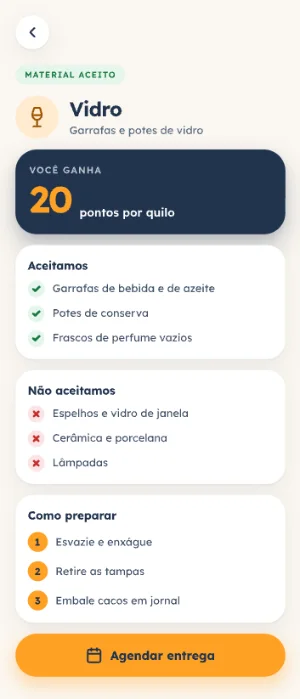 MATERIAL ACEITO
Vidro
Garrafas e potes de vidro
VOCÊ GANHA
20 pontos por quilo
Aceitamos
Garrafas de bebida e de azeite
Potes de conserva
Frascos de perfume vazios
Não aceitamos
Espelhos e vidro de janela
Cerâmica e porcelana
Lâmpadas
Como preparar
1 Esvazie e enxágue
2 Retire as tampas
3 Embale cacos em jornal
Agendar entrega